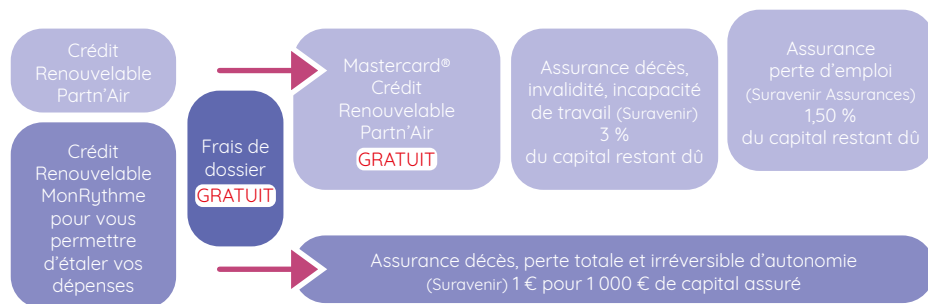 Crédit
Renouvelable
Partn'Air
Crédit
Renouvelable
MonRythme
pour vous
permettre
d'étaler vos
dépenses
Frais de
dossier
GRATUIT
Mastercard®
Crédit
Renouvelable
Partn'Air
GRATUIT
Assurance décès,
invalidité, incapacité
de travail (Suravenir)
3 %
du capital restant dû
Assurance
perte d'emploi
(Suravenir Assurances)
1,50 %
du capital restant dû
Assurance décès, perte totale et irréversible d'autonomie
(Suravenir) 1 € pour 1 000 € de capital assuré